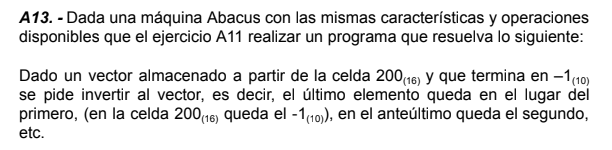 A13. - Dada una máquina Abacus con las mismas características y operaciones
disponibles que el ejercicio A11 realizar un programa que resuelva lo siguiente:
Dado un vector almacenado a partir de la celda 200(16) y que termina en –1(10)
se pide invertir al vector, es decir, el último elemento queda en el lugar del
primero, (en la celda 200(16) queda el -1(10)), en el anteúltimo queda el segundo,
etc.